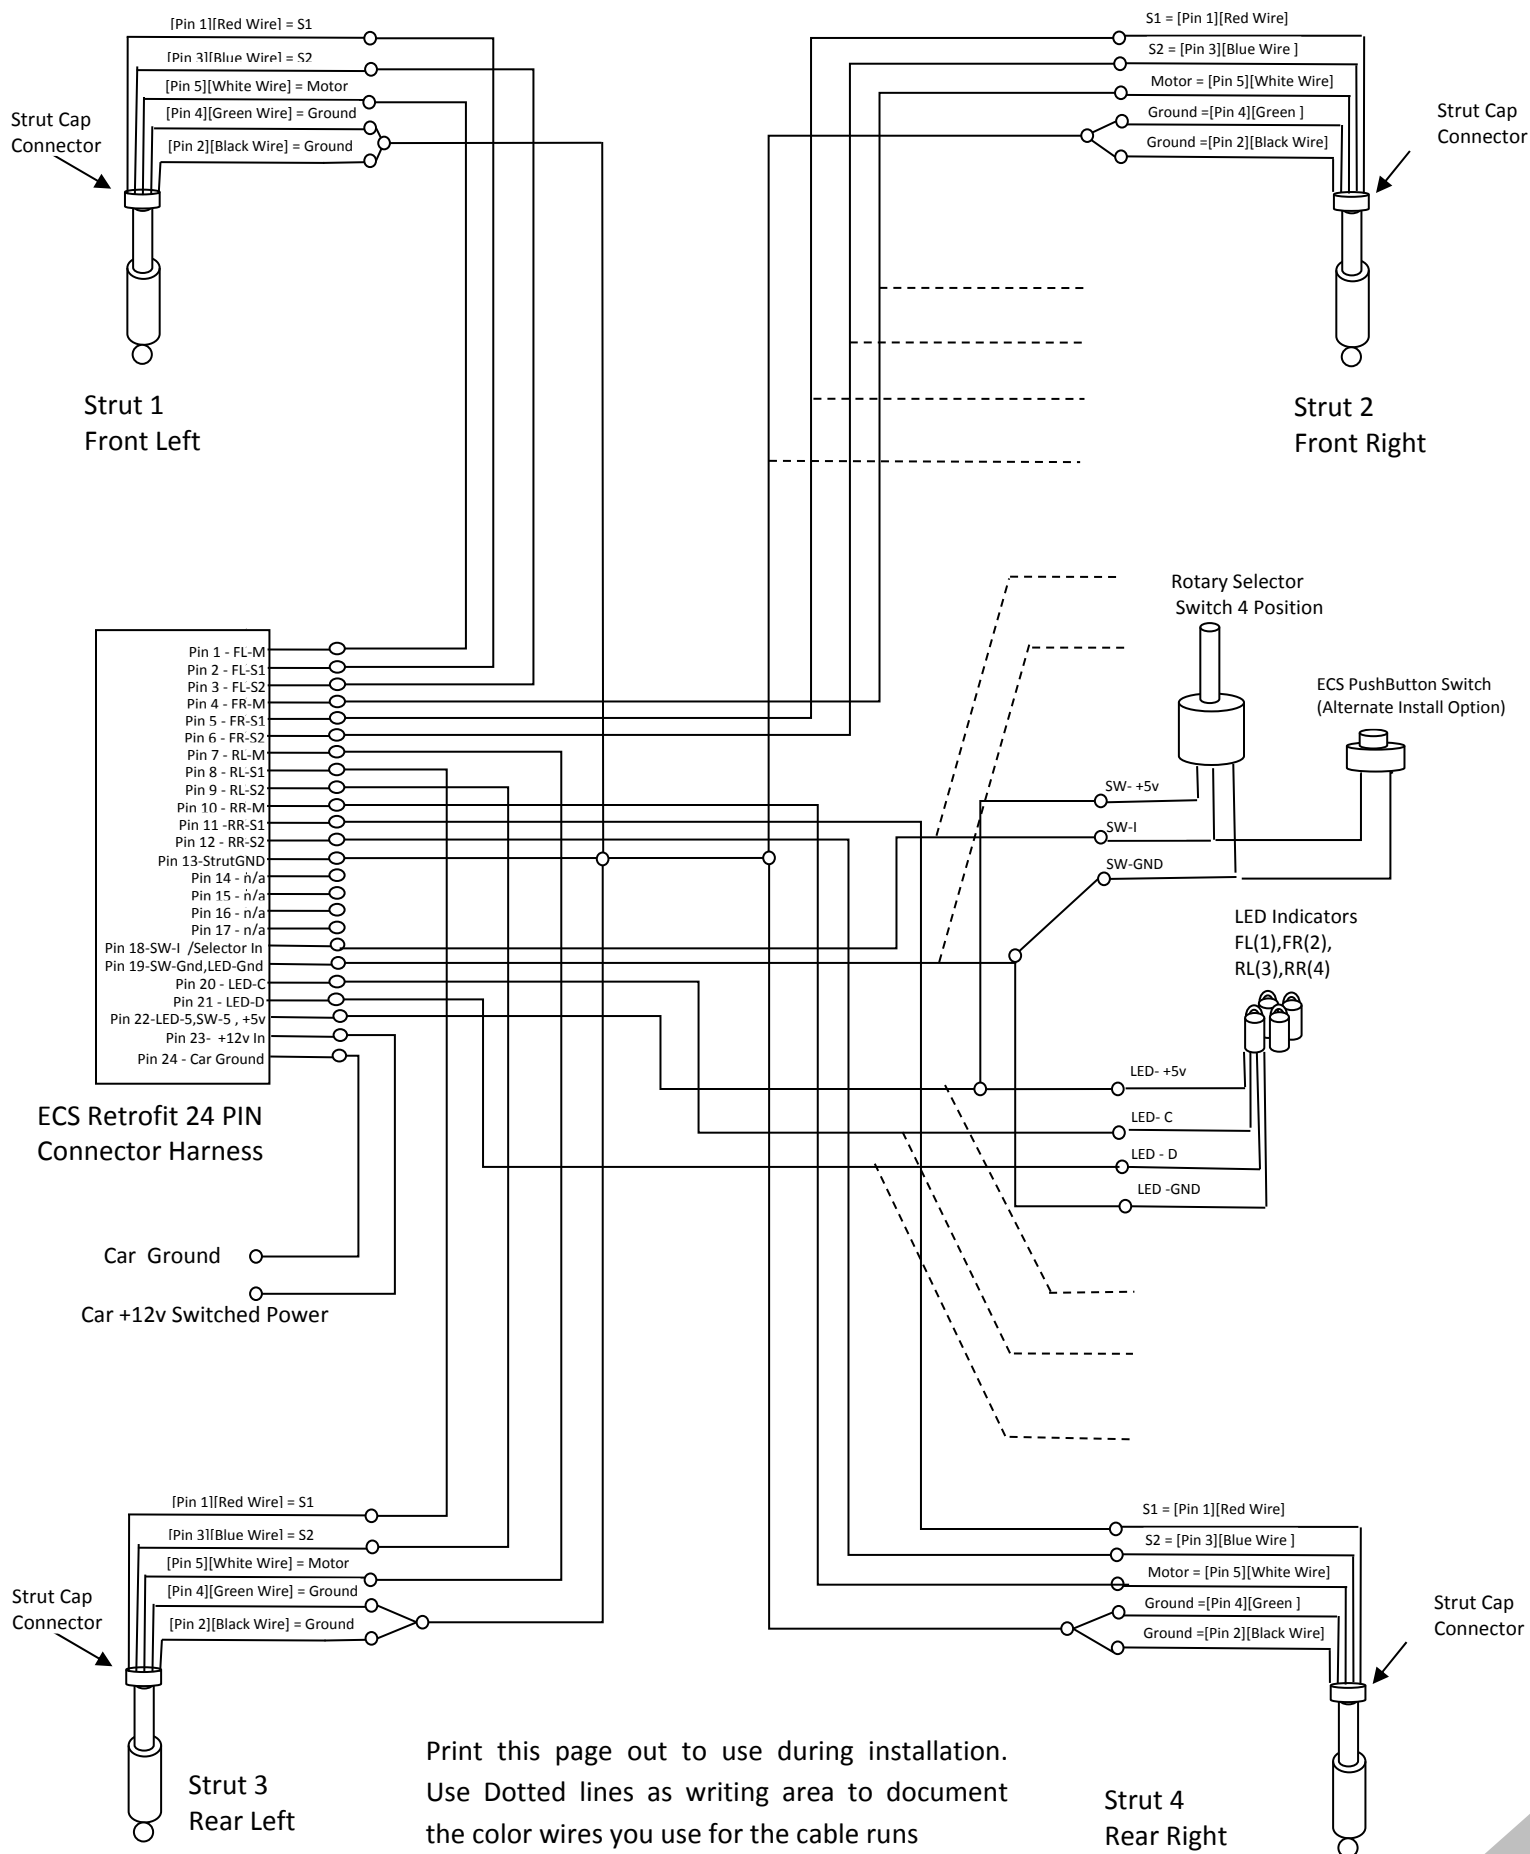 [Pin 1][Red Wire] = S1
[Pin 3][Blue Wire] = S2
[Pin 5][White Wire] = Motor
[Pin 4][Green Wire] = Ground
[Pin 2][Black Wire] = Ground
Strut Cap
Connector
Strut 1
Front Left
S1 = [Pin 1][Red Wire]
S2 = [Pin 3][Blue Wire ]
Motor = [Pin 5][White Wire]
Ground =[Pin 4][Green ]
Ground =[Pin 2][Black Wire]
Strut Cap
Connector
Strut 2
Front Right
Rotary Selector
Switch 4 Position
ECS PushButton Switch
(Alternate Install Option)
Pin 1 - FL-M
Pin 2 - FL-S1
Pin 3 - FL-S2
Pin 4 - FR-M
Pin 5 - FR-S1
Pin 6 - FR-S2
Pin 7 - RL-M
Pin 8 - RL-S1
Pin 9 - RL-S2
Pin 10 - RR-M
Pin 11 -RR-S1
Pin 12 - RR-S2
Pin 13-StrutGND
Pin 14 - n/a
Pin 15 - n/a
Pin 16 - n/a
Pin 17 - n/a
Pin 18-SW-I /Selector In
Pin 19-SW-Gnd,LED-Gnd
Pin 20 - LED-C
Pin 21 - LED-D
Pin 22-LED-5,SW-5 , +5v
Pin 23- +12v In
Pin 24 - Car Ground
ECS Retrofit 24 PIN
Connector Harness
SW- +5v
SW-I
SW-GND
LED Indicators
FL(1),FR(2),
RL(3),RR(4)
LED- +5v
LED- C
LED - D
LED -GND
Car Ground
Car +12v Switched Power
[Pin 1][Red Wire] = S1
[Pin 3][Blue Wire] = S2
[Pin 5][White Wire] = Motor
[Pin 4][Green Wire] = Ground
[Pin 2][Black Wire] = Ground
Strut Cap
Connector
Strut 3
Rear Left
S1 = [Pin 1][Red Wire]
S2 = [Pin 3][Blue Wire ]
Motor = [Pin 5][White Wire]
Ground =[Pin 4][Green ]
Ground =[Pin 2][Black Wire]
Strut Cap
Connector
Strut 4
Rear Right
Print this page out to use during installation.
Use Dotted lines as writing area to document
the color wires you use for the cable runs